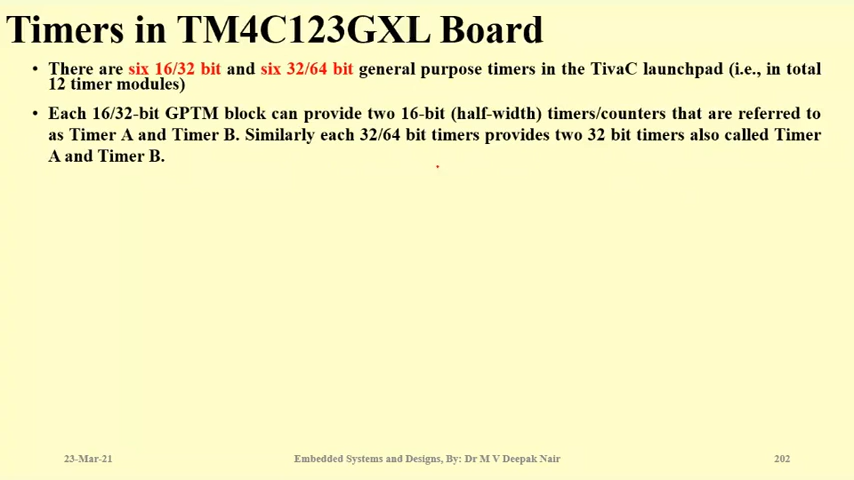 Timers in TM4C123GXL Board
• There are six 16/32 bit and six 32/64 bit general purpose timers in the TivaC launchpad (i.e., in total
12 timer modules)
• Each 16/32-bit GPTM block can provide two 16-bit (half-width) timers/counters that are referred to
as Timer A and Timer B. Similarly each 32/64 bit timers provides two 32 bit timers also called Timer
A and Timer B.
23-Mar-21 Embedded Systems and Designs, By: Dr M V Deepak Nair 202